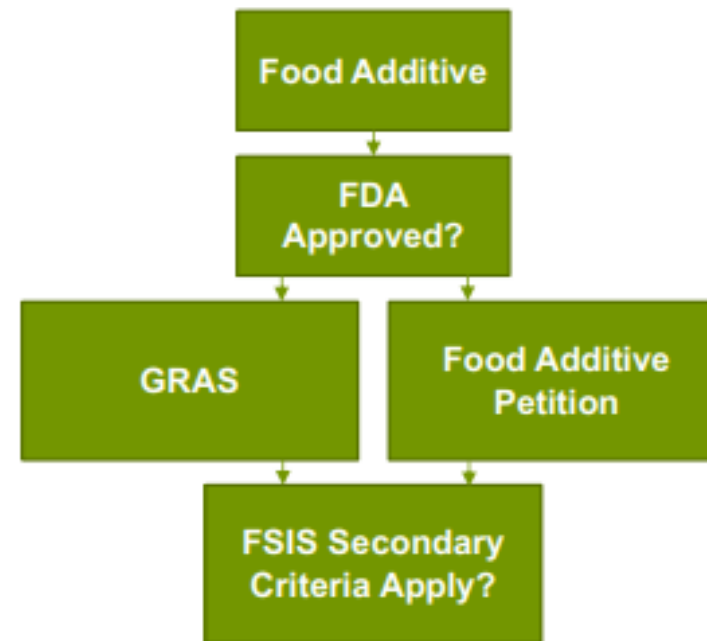 Food Additive
FDA
Approved?
GRAS
Food Additive
Petition
FSIS Secondary
Criteria Apply?